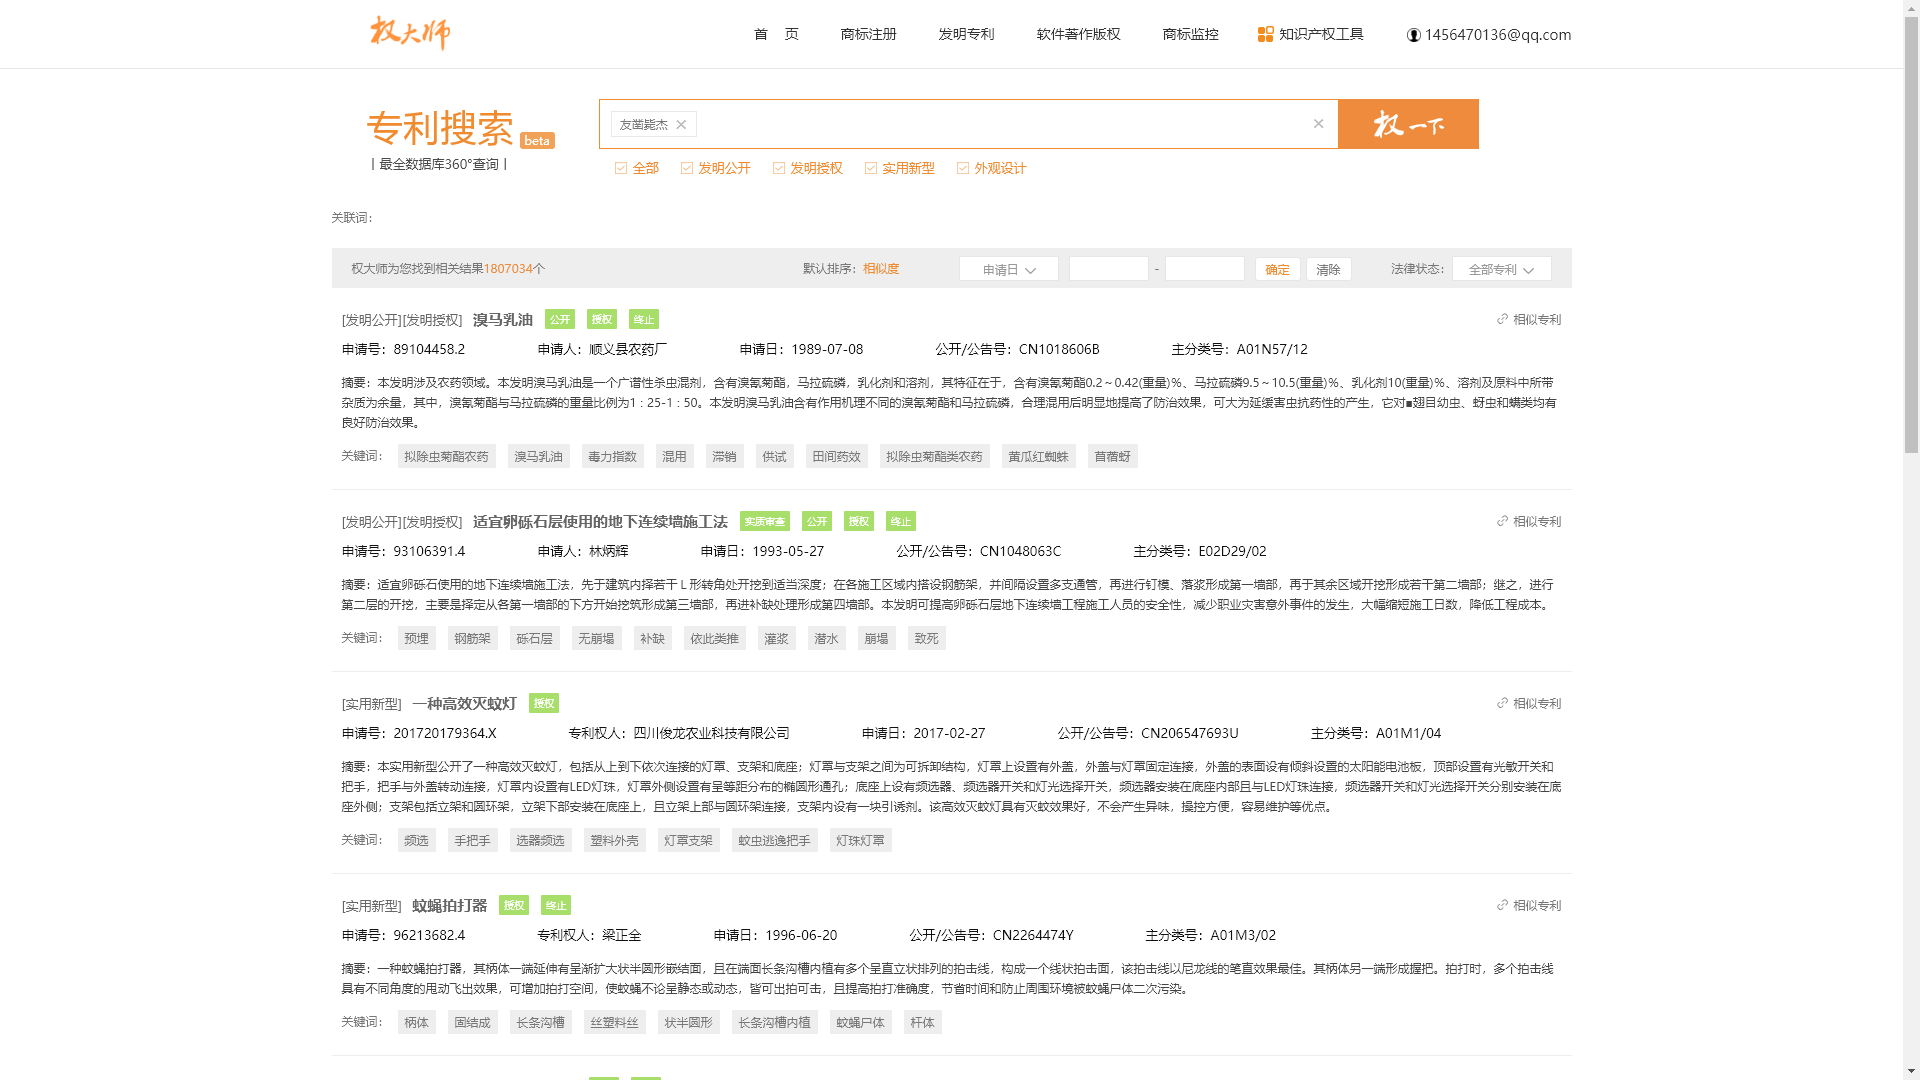 权大师
首 页 商标注册 发明专利 软件著作版权 商标监控 知识产权工具 1456470136@qq.com
专利搜索 beta
| 最全数据库360°查询 |
友凿毙杰 ✕ ✕ 权一下
全部 发明公开 发明授权 实用新型 外观设计
关联词：
权大师为您找到相关结果1807034个 默认排序：相似度 申请日 - 确定 清除 法律状态： 全部专利
[发明公开][发明授权] 溴马乳油 公开 授权 终止 相似专利
申请号：89104458.2 申请人：顺义县农药厂 申请日：1989-07-08 公开/公告号：CN1018606B 主分类号：A01N57/12
摘要：本发明涉及农药领域。本发明溴马乳油是一个广谱性杀虫混剂，含有溴氰菊酯，马拉硫磷，乳化剂和溶剂，其特征在于，含有溴氰菊酯0.2～0.42(重量)％、马拉硫磷9.5～10.5(重量)％、乳化剂10(重量)％、溶剂及原料中所带
杂质为余量，其中，溴氰菊酯与马拉硫磷的重量比例为1：25-1：50。本发明溴马乳油含有作用机理不同的溴氰菊酯和马拉硫磷，合理混用后明显地提高了防治效果，可大为延缓害虫抗药性的产生，它对■翅目幼虫、蚜虫和螨类均有
良好防治效果。
关键词： 拟除虫菊酯农药 溴马乳油 毒力指数 混用 滞销 供试 田间药效 拟除虫菊酯类农药 黄瓜红蜘蛛 苜蓿蚜
[发明公开][发明授权] 适宜卵砾石层使用的地下连续墙施工法 实质审查 公开 授权 终止 相似专利
申请号：93106391.4 申请人：林炳辉 申请日：1993-05-27 公开/公告号：CN1048063C 主分类号：E02D29/02
摘要：适宜卵砾石使用的地下连续墙施工法，先于建筑内择若干Ｌ形转角处开挖到适当深度；在各施工区域内搭设钢筋架，并间隔设置多支通管，再进行钉模、落浆形成第一墙部，再于其余区域开挖形成若干第二墙部；继之，进行
第二层的开挖，主要是择定从各第一墙部的下方开始挖筑形成第三墙部，再进补缺处理形成第四墙部。本发明可提高卵砾石层地下连续墙工程施工人员的安全性，减少职业灾害意外事件的发生，大幅缩短施工日数，降低工程成本。
关键词： 预埋 钢筋架 砾石层 无崩塌 补缺 依此类推 灌浆 潜水 崩塌 致死
[实用新型] 一种高效灭蚊灯 授权 相似专利
申请号：201720179364.X 专利权人：四川俊龙农业科技有限公司 申请日：2017-02-27 公开/公告号：CN206547693U 主分类号：A01M1/04
摘要：本实用新型公开了一种高效灭蚊灯，包括从上到下依次连接的灯罩、支架和底座；灯罩与支架之间为可拆卸结构，灯罩上设置有外盖，外盖与灯罩固定连接，外盖的表面设有倾斜设置的太阳能电池板，顶部设置有光敏开关和
把手，把手与外盖转动连接，灯罩内设置有LED灯珠，灯罩外侧设置有呈等距分布的椭圆形通孔；底座上设有频选器、频选器开关和灯光选择开关，频选器安装在底座内部且与LED灯珠连接，频选器开关和灯光选择开关分别安装在底
座外侧；支架包括立架和圆环架，立架下部安装在底座上，且立架上部与圆环架连接，支架内设有一块引诱剂。该高效灭蚊灯具有灭蚊效果好，不会产生异味，操控方便，容易维护等优点。
关键词： 频选 手把手 选器频选 塑料外壳 灯罩支架 蚊虫逃逸把手 灯珠灯罩
[实用新型] 蚊蝇拍打器 授权 终止 相似专利
申请号：96213682.4 专利权人：梁正全 申请日：1996-06-20 公开/公告号：CN2264474Y 主分类号：A01M3/02
摘要：一种蚊蝇拍打器，其柄体一端延伸有呈渐扩大状半圆形嵌结面，且在端面长条沟槽内植有多个呈直立状排列的拍击线，构成一个线状拍击面，该拍击线以尼龙线的笔直效果最佳。其柄体另一端形成握把。拍打时，多个拍击线
具有不同角度的甩动飞出效果，可增加拍打空间，使蚊蝇不论呈静态或动态，皆可出拍可击，且提高拍打准确度，节省时间和防止周围环境被蚊蝇尸体二次污染。
关键词： 柄体 固结成 长条沟槽 丝塑料丝 状半圆形 长条沟槽内植 蚊蝇尸体 杆体